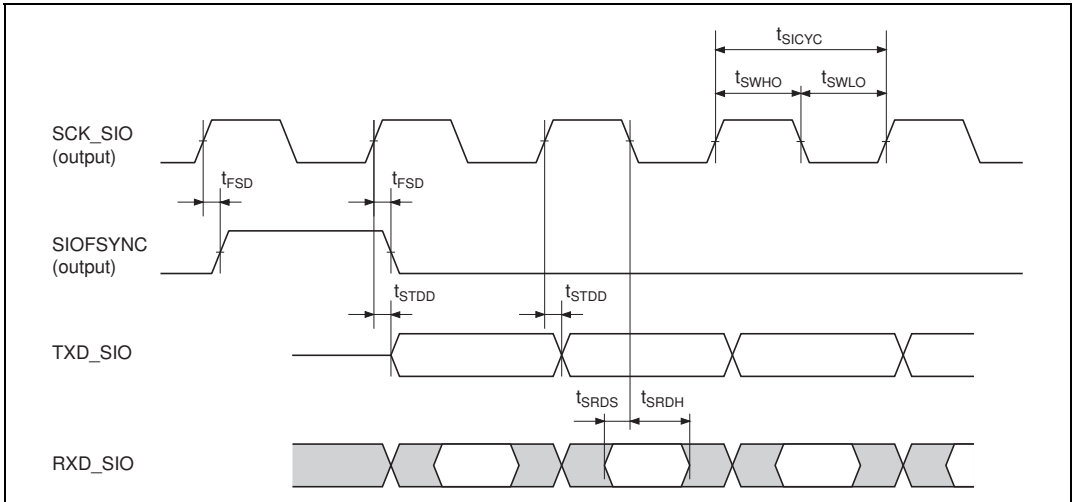 tSICYC
tSWHO tSWLO
SCK_SIO
(output)
tFSD tFSD
SIOFSYNC
(output)
tSTDD tSTDD
TXD_SIO
tSRDS tSRDH
RXD_SIO